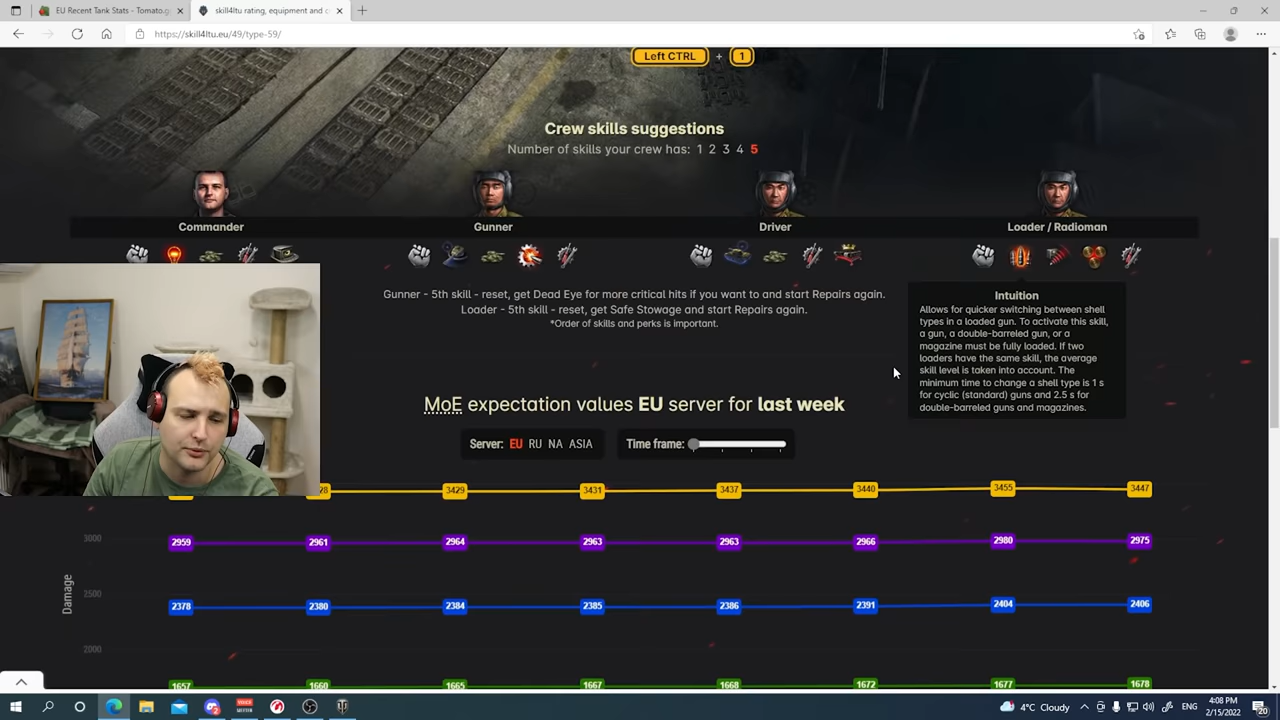 EU Recent Tank Stats - Tomato.g
skill4ltu rating, equipment and c
https://skill4ltu.eu/49/type-59/
Left CTRL + 1
Crew skills suggestions
Number of skills your crew has: 1 2 3 4 5
Commander
Gunner
Driver
Loader / Radioman
Gunner - 5th skill - reset, get Dead Eye for more critical hits if you want to and start Repairs again.
Loader - 5th skill - reset, get Safe Stowage and start Repairs again.
*Order of skills and perks is important.
Intuition
Allows for quicker switching between shell
types in a loaded gun. To activate this skill,
a gun, a double-barreled gun, or a
magazine must be fully loaded. If two
loaders have the same skill, the average
skill level is taken into account. The
minimum time to change a shell type is 1 s
for cyclic (standard) guns and 2.5 s for
double-barreled guns and magazines.
MoE expectation values EU server for last week
Server: EU RU NA ASIA
Time frame:
3429 3431 3437 3440 3455 3447
3000
2959 2961 2964 2963 2963 2966 2980 2975
Damage
2500
2378 2380 2384 2385 2386 2391 2404 2406
2000
1657 1660 1665 1667 1668 1672 1677 1678
4°C Cloudy
ENG
4:08 PM
2/15/2022
20